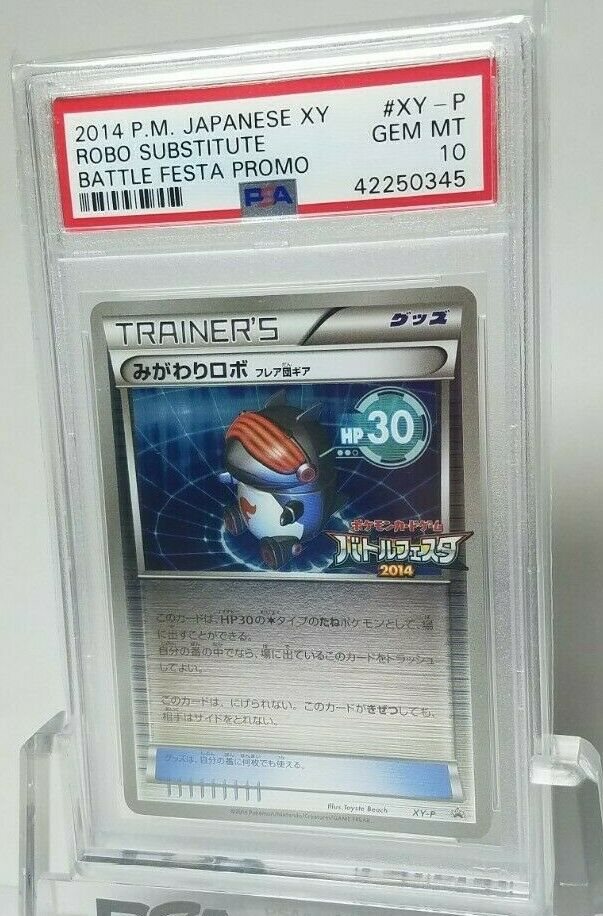 2014 P.M. JAPANESE XY #XY-P
ROBO SUBSTITUTE GEM MT
BATTLE FESTA PROMO 10
PSA 42250345
TRAINER'S グッズ
みがわりロボ フレア団ギア
HP30
ポケモンカードゲーム
バトルフェスタ
2014
このカードは、HP30の✶タイプのたねポケモンとして、場
に出すことができる。
自分の番の中でなら、場に出ているこのカードをトラッシュ
してよい。
このカードは、にげられない。このカードがきぜつしても、
相手はサイドをとれない。
グッズは、自分の番に何枚でも使える。
Illus. Toyste Beach
©2014 Pokémon/Nintendo/Creatures/GAME FREAK.
XY-P
PSA